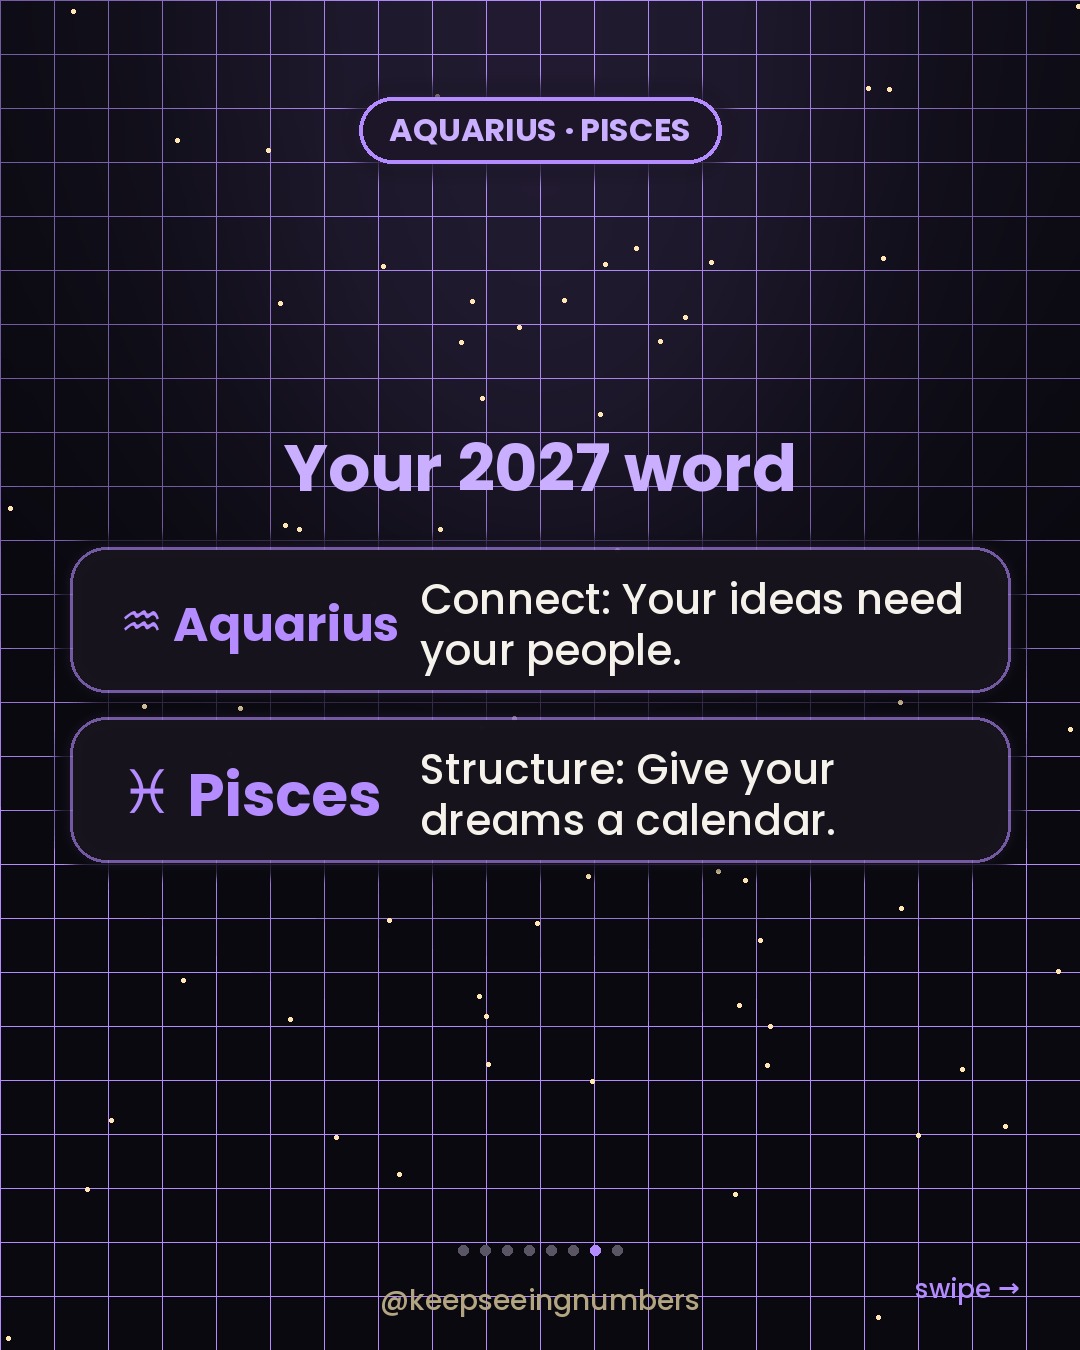 AQUARIUS · PISCES
Your 2027 word
♒ Aquarius
Connect: Your ideas need
your people.
♓ Pisces
Structure: Give your
dreams a calendar.
swipe →
@keepseeingnumbers